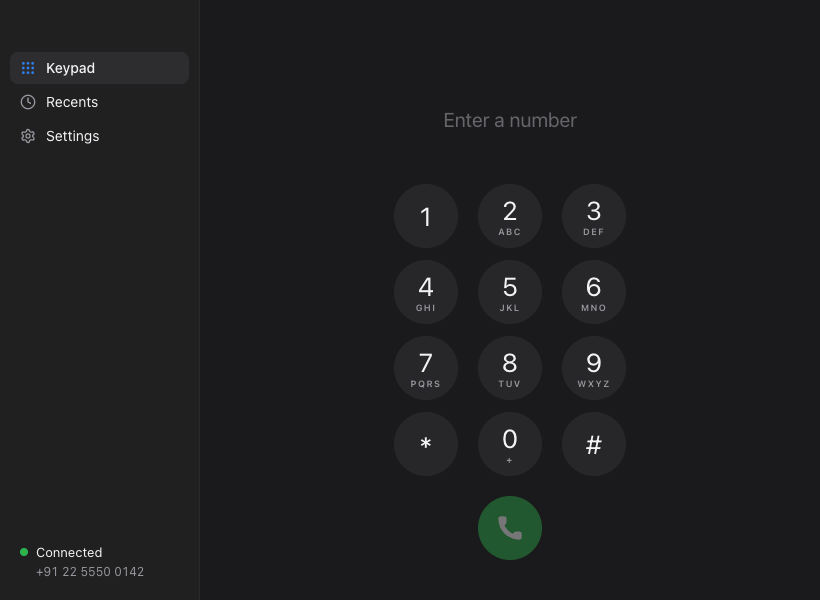 Keypad
Recents
Settings
Enter a number
1
2
ABC
3
DEF
4
GHI
5
JKL
6
MNO
7
PQRS
8
TUV
9
WXYZ
*
0
+
#
Connected
+91 22 5550 0142